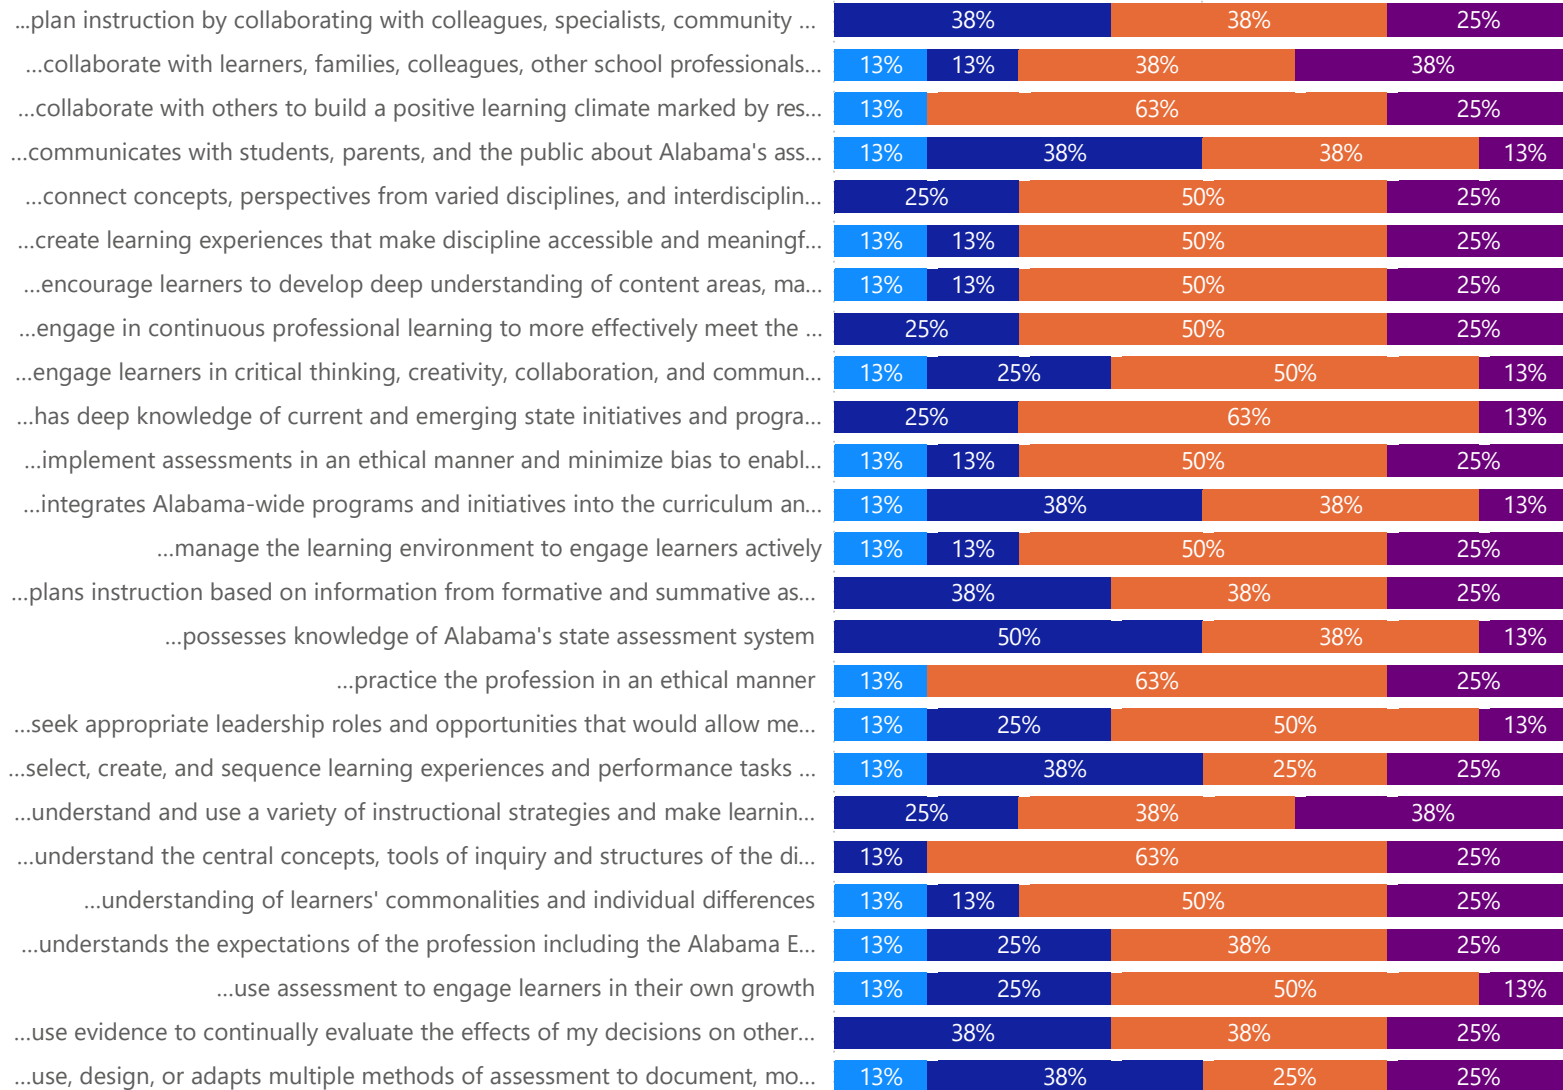 ...plan instruction by collaborating with colleagues, specialists, community ... 38% 38% 25%
...collaborate with learners, families, colleagues, other school professionals... 13% 13% 38% 38%
...collaborate with others to build a positive learning climate marked by res... 13% 63% 25%
...communicates with students, parents, and the public about Alabama's ass... 13% 38% 38% 13%
...connect concepts, perspectives from varied disciplines, and interdisciplin... 25% 50% 25%
...create learning experiences that make discipline accessible and meaningf... 13% 13% 50% 25%
...encourage learners to develop deep understanding of content areas, ma... 13% 13% 50% 25%
...engage in continuous professional learning to more effectively meet the ... 25% 50% 25%
...engage learners in critical thinking, creativity, collaboration, and commun... 13% 25% 50% 13%
...has deep knowledge of current and emerging state initiatives and progra... 25% 63% 13%
...implement assessments in an ethical manner and minimize bias to enabl... 13% 13% 50% 25%
...integrates Alabama-wide programs and initiatives into the curriculum an... 13% 38% 38% 13%
...manage the learning environment to engage learners actively 13% 13% 50% 25%
...plans instruction based on information from formative and summative as... 38% 38% 25%
...possesses knowledge of Alabama's state assessment system 50% 38% 13%
...practice the profession in an ethical manner 13% 63% 25%
...seek appropriate leadership roles and opportunities that would allow me... 13% 25% 50% 13%
...select, create, and sequence learning experiences and performance tasks ... 13% 38% 25% 25%
...understand and use a variety of instructional strategies and make learnin... 25% 38% 38%
...understand the central concepts, tools of inquiry and structures of the di... 13% 63% 25%
...understanding of learners' commonalities and individual differences 13% 13% 50% 25%
...understands the expectations of the profession including the Alabama E... 13% 25% 38% 25%
...use assessment to engage learners in their own growth 13% 25% 50% 13%
...use evidence to continually evaluate the effects of my decisions on other... 38% 38% 25%
...use, design, or adapts multiple methods of assessment to document, mo... 13% 38% 25% 25%